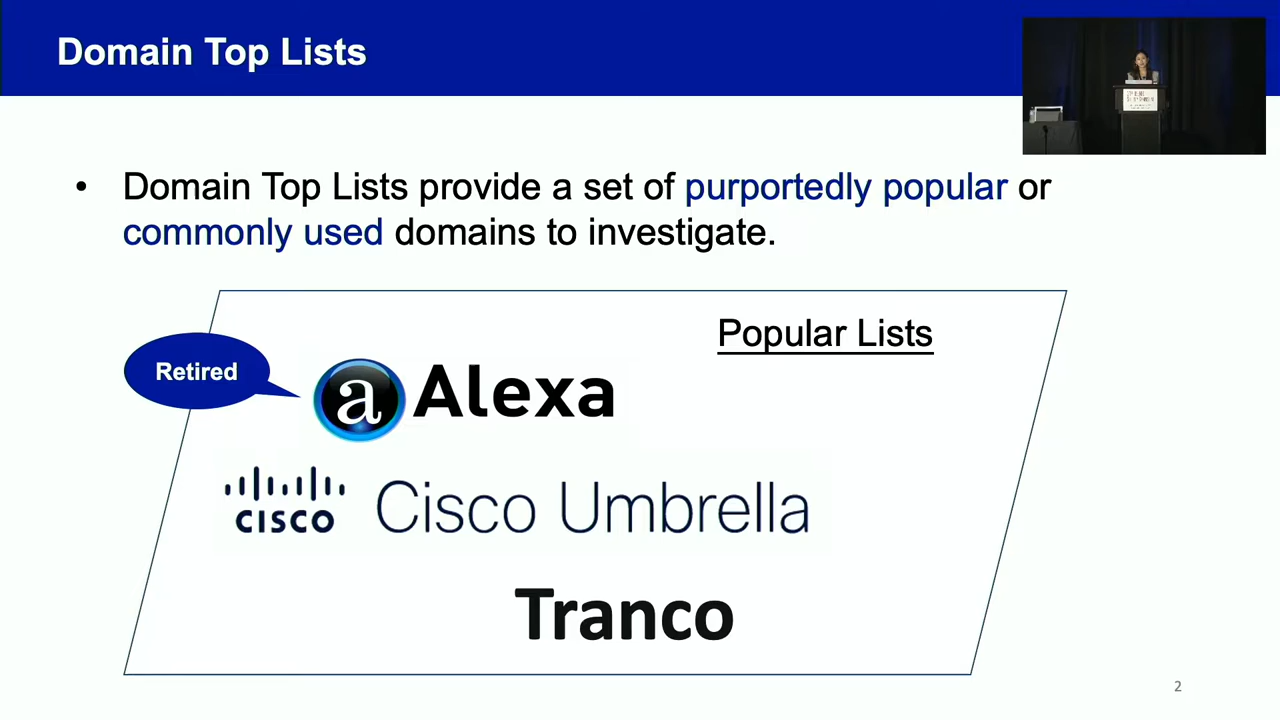 Domain Top Lists
• Domain Top Lists provide a set of purportedly popular or
commonly used domains to investigate.
Popular Lists
Retired
a Alexa
CISCO Cisco Umbrella
Tranco
2